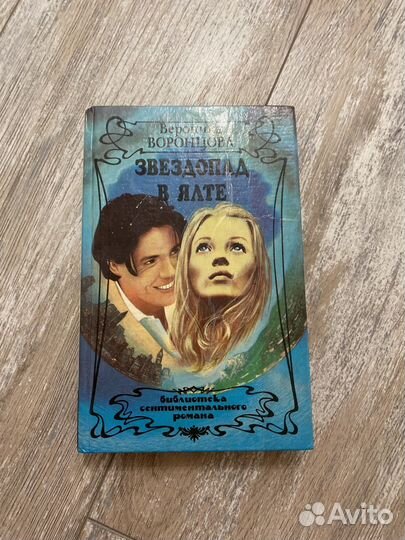 Вероника
ВОРОНЦОВА
ЗВЕЗДОПАД
В ЯЛТЕ
библиотека
сентиментального
романа
Avito